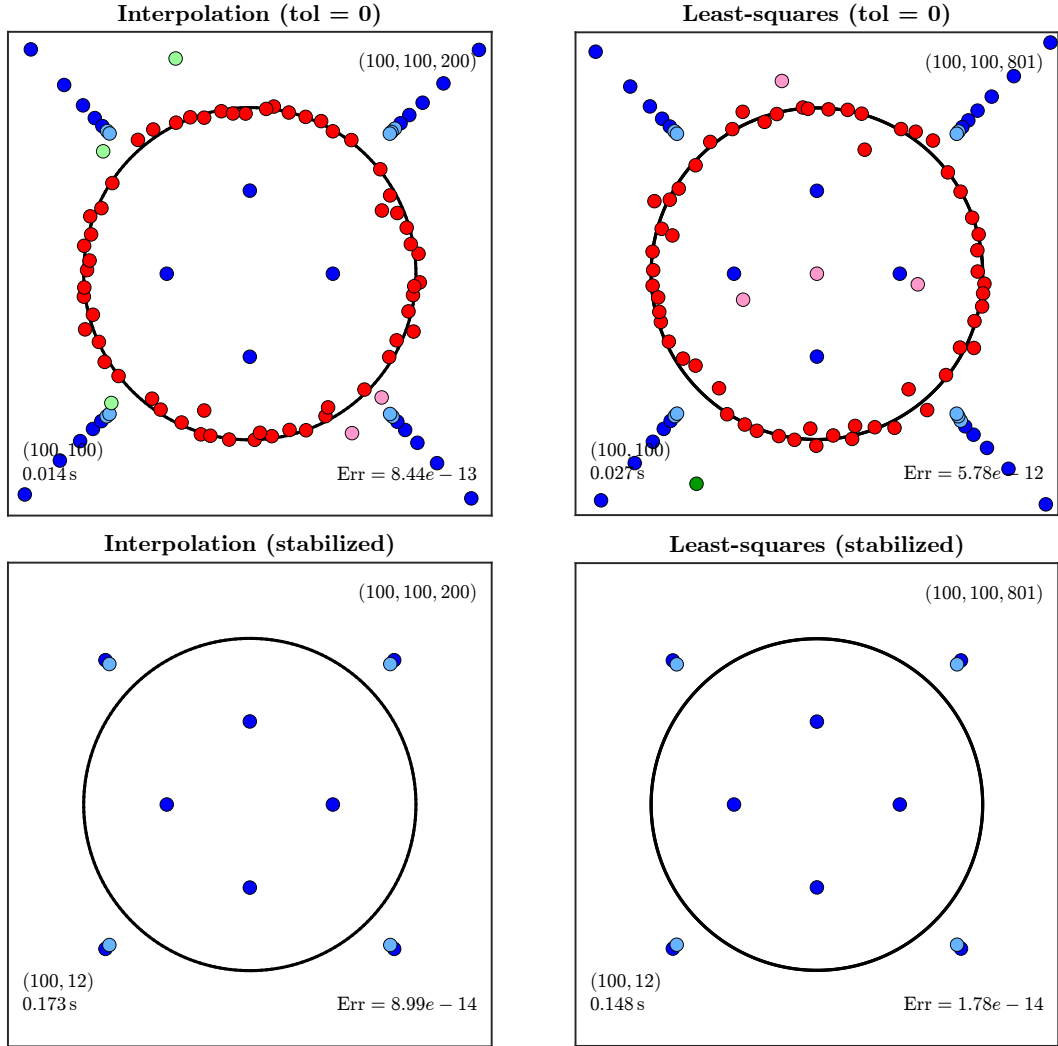 Interpolation (tol = 0)
(100, 100, 200)
(100, 100)
0.014 s
Err = 8.44e − 13
Least-squares (tol = 0)
(100, 100, 801)
(100, 100)
0.027 s
Err = 5.78e − 12
Interpolation (stabilized)
(100, 100, 200)
(100, 12)
0.173 s
Err = 8.99e − 14
Least-squares (stabilized)
(100, 100, 801)
(100, 12)
0.148 s
Err = 1.78e − 14